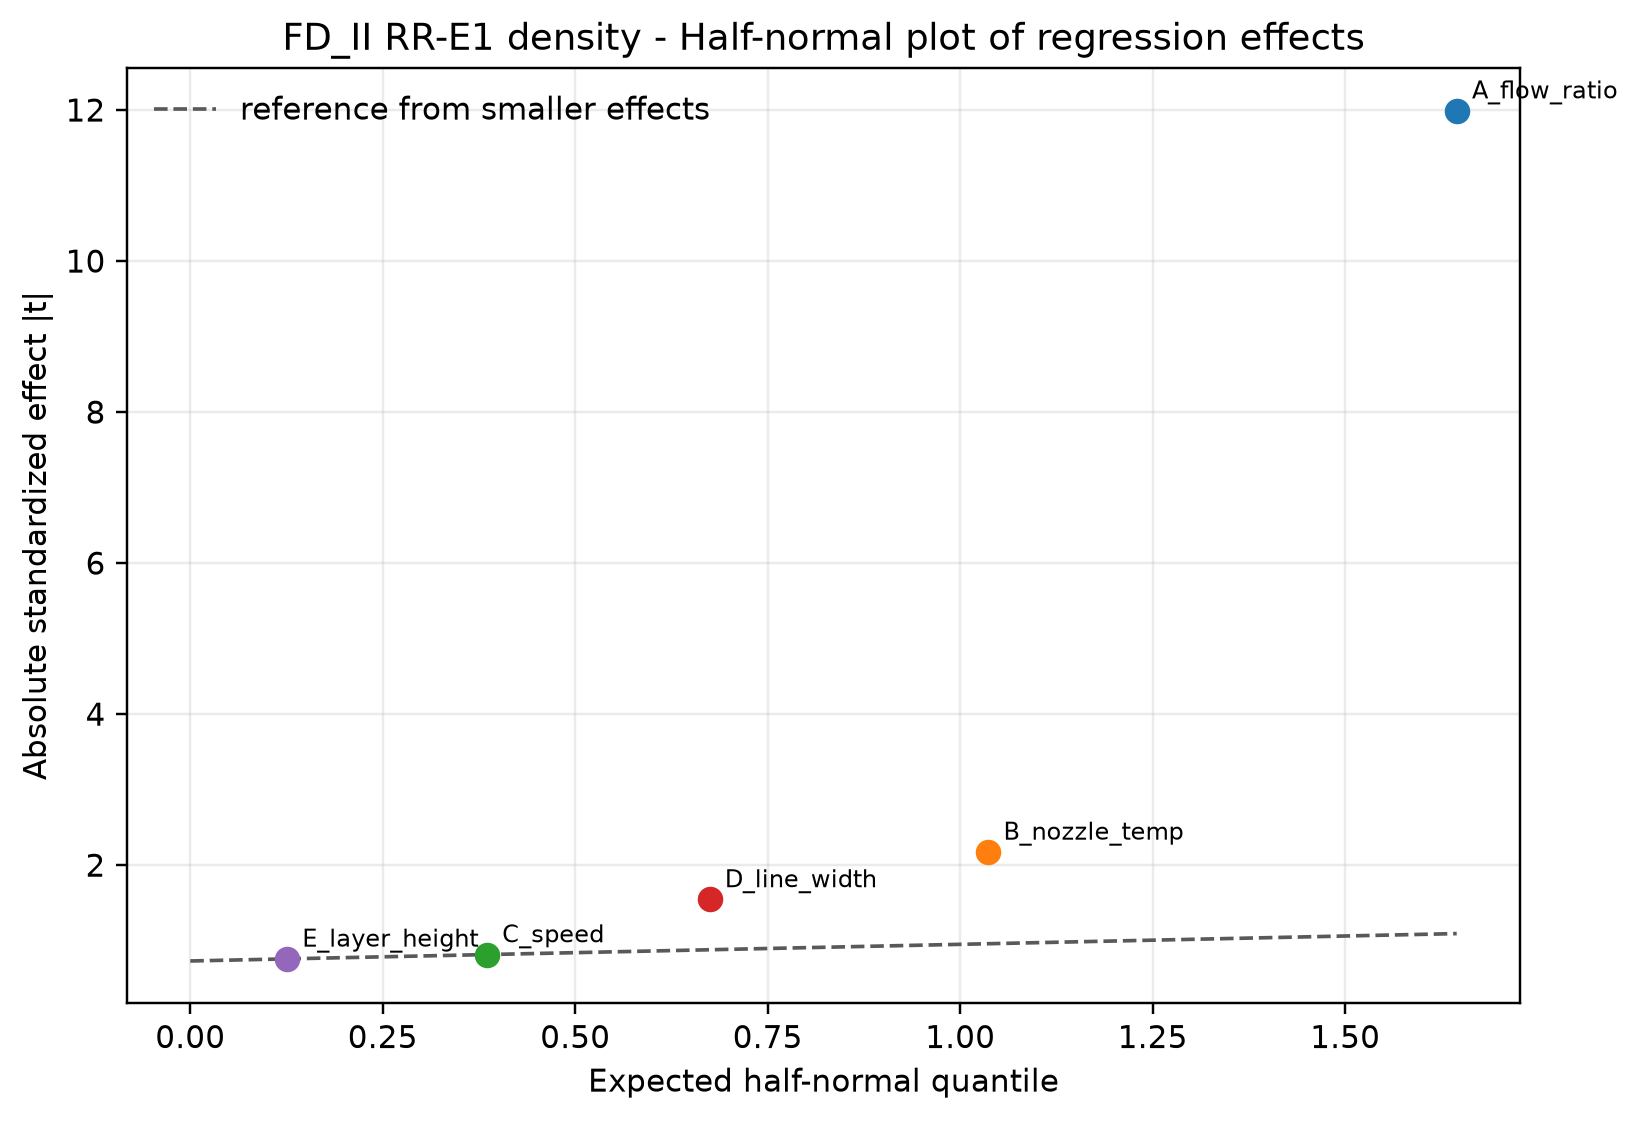 FD_II RR-E1 density - Half-normal plot of regression effects
reference from smaller effects
A_flow_ratio
B_nozzle_temp
D_line_width
E_layer_height
C_speed
12
10
8
6
4
2
Absolute standardized effect |t|
0.00 0.25 0.50 0.75 1.00 1.25 1.50
Expected half-normal quantile